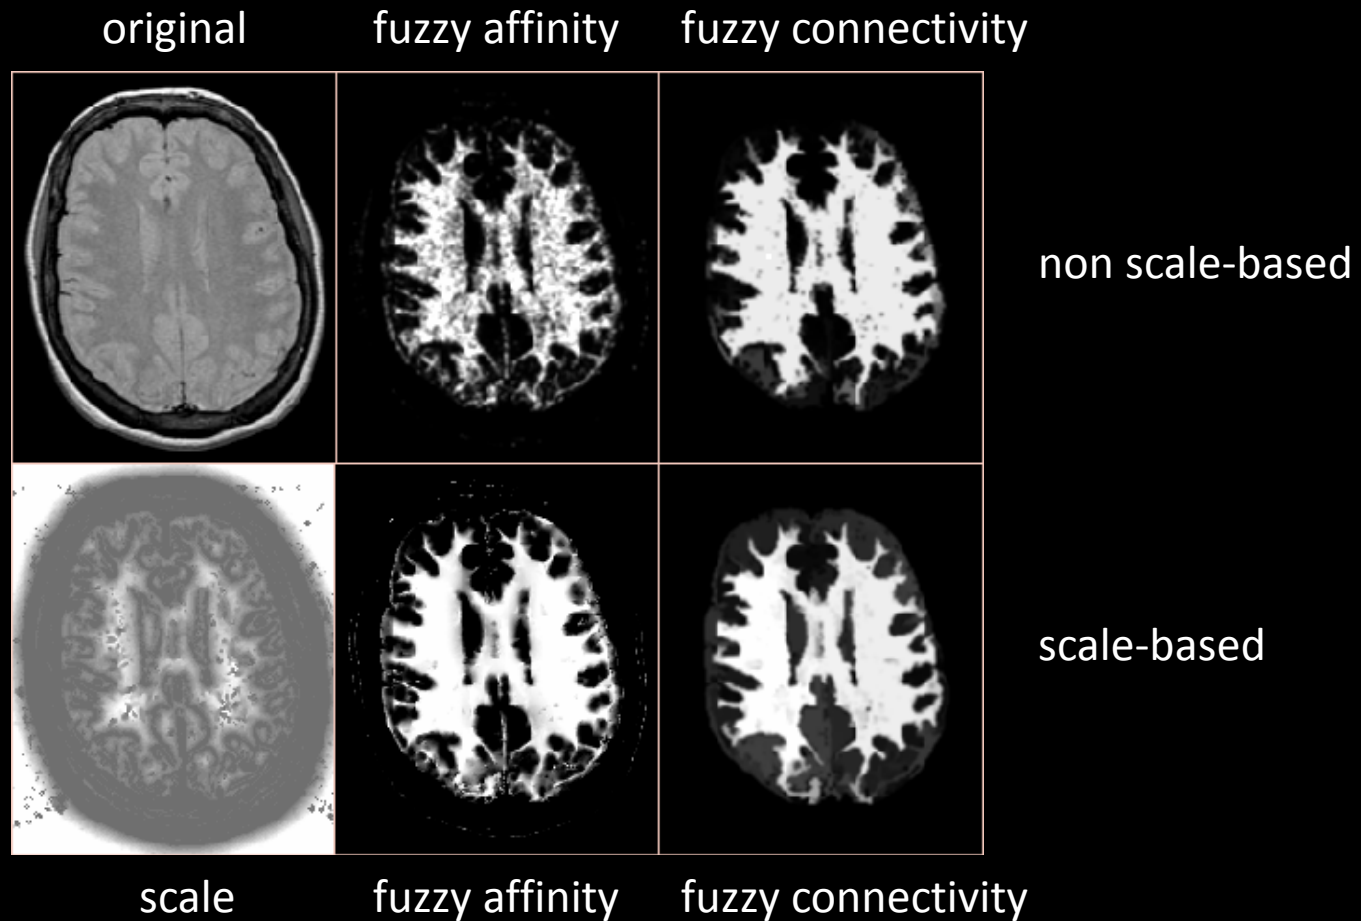 original fuzzy affinity fuzzy connectivity
non scale-based
scale-based
scale fuzzy affinity fuzzy connectivity